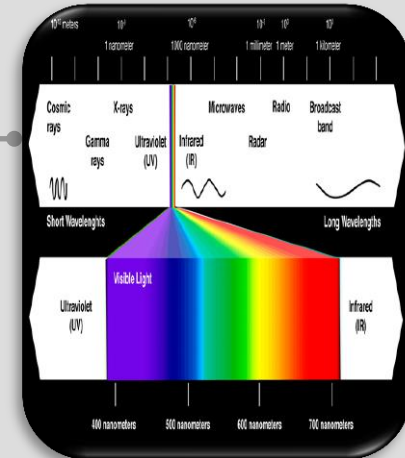 1 nanometer 1000 nanometer 1 millimeter 1 meter 1 kilometer
Cosmic
rays
X-rays
Microwaves
Radio
Broadcast
band
Gamma
rays
Ultraviolet
(UV)
Infrared
(IR)
Radar
Short Wavelenghts
Long Wavelengths
Ultraviolet
(UV)
Visible Light
Infrared
(IR)
400 nanometers 500 nanometers 600 nanometers 700 nanometers